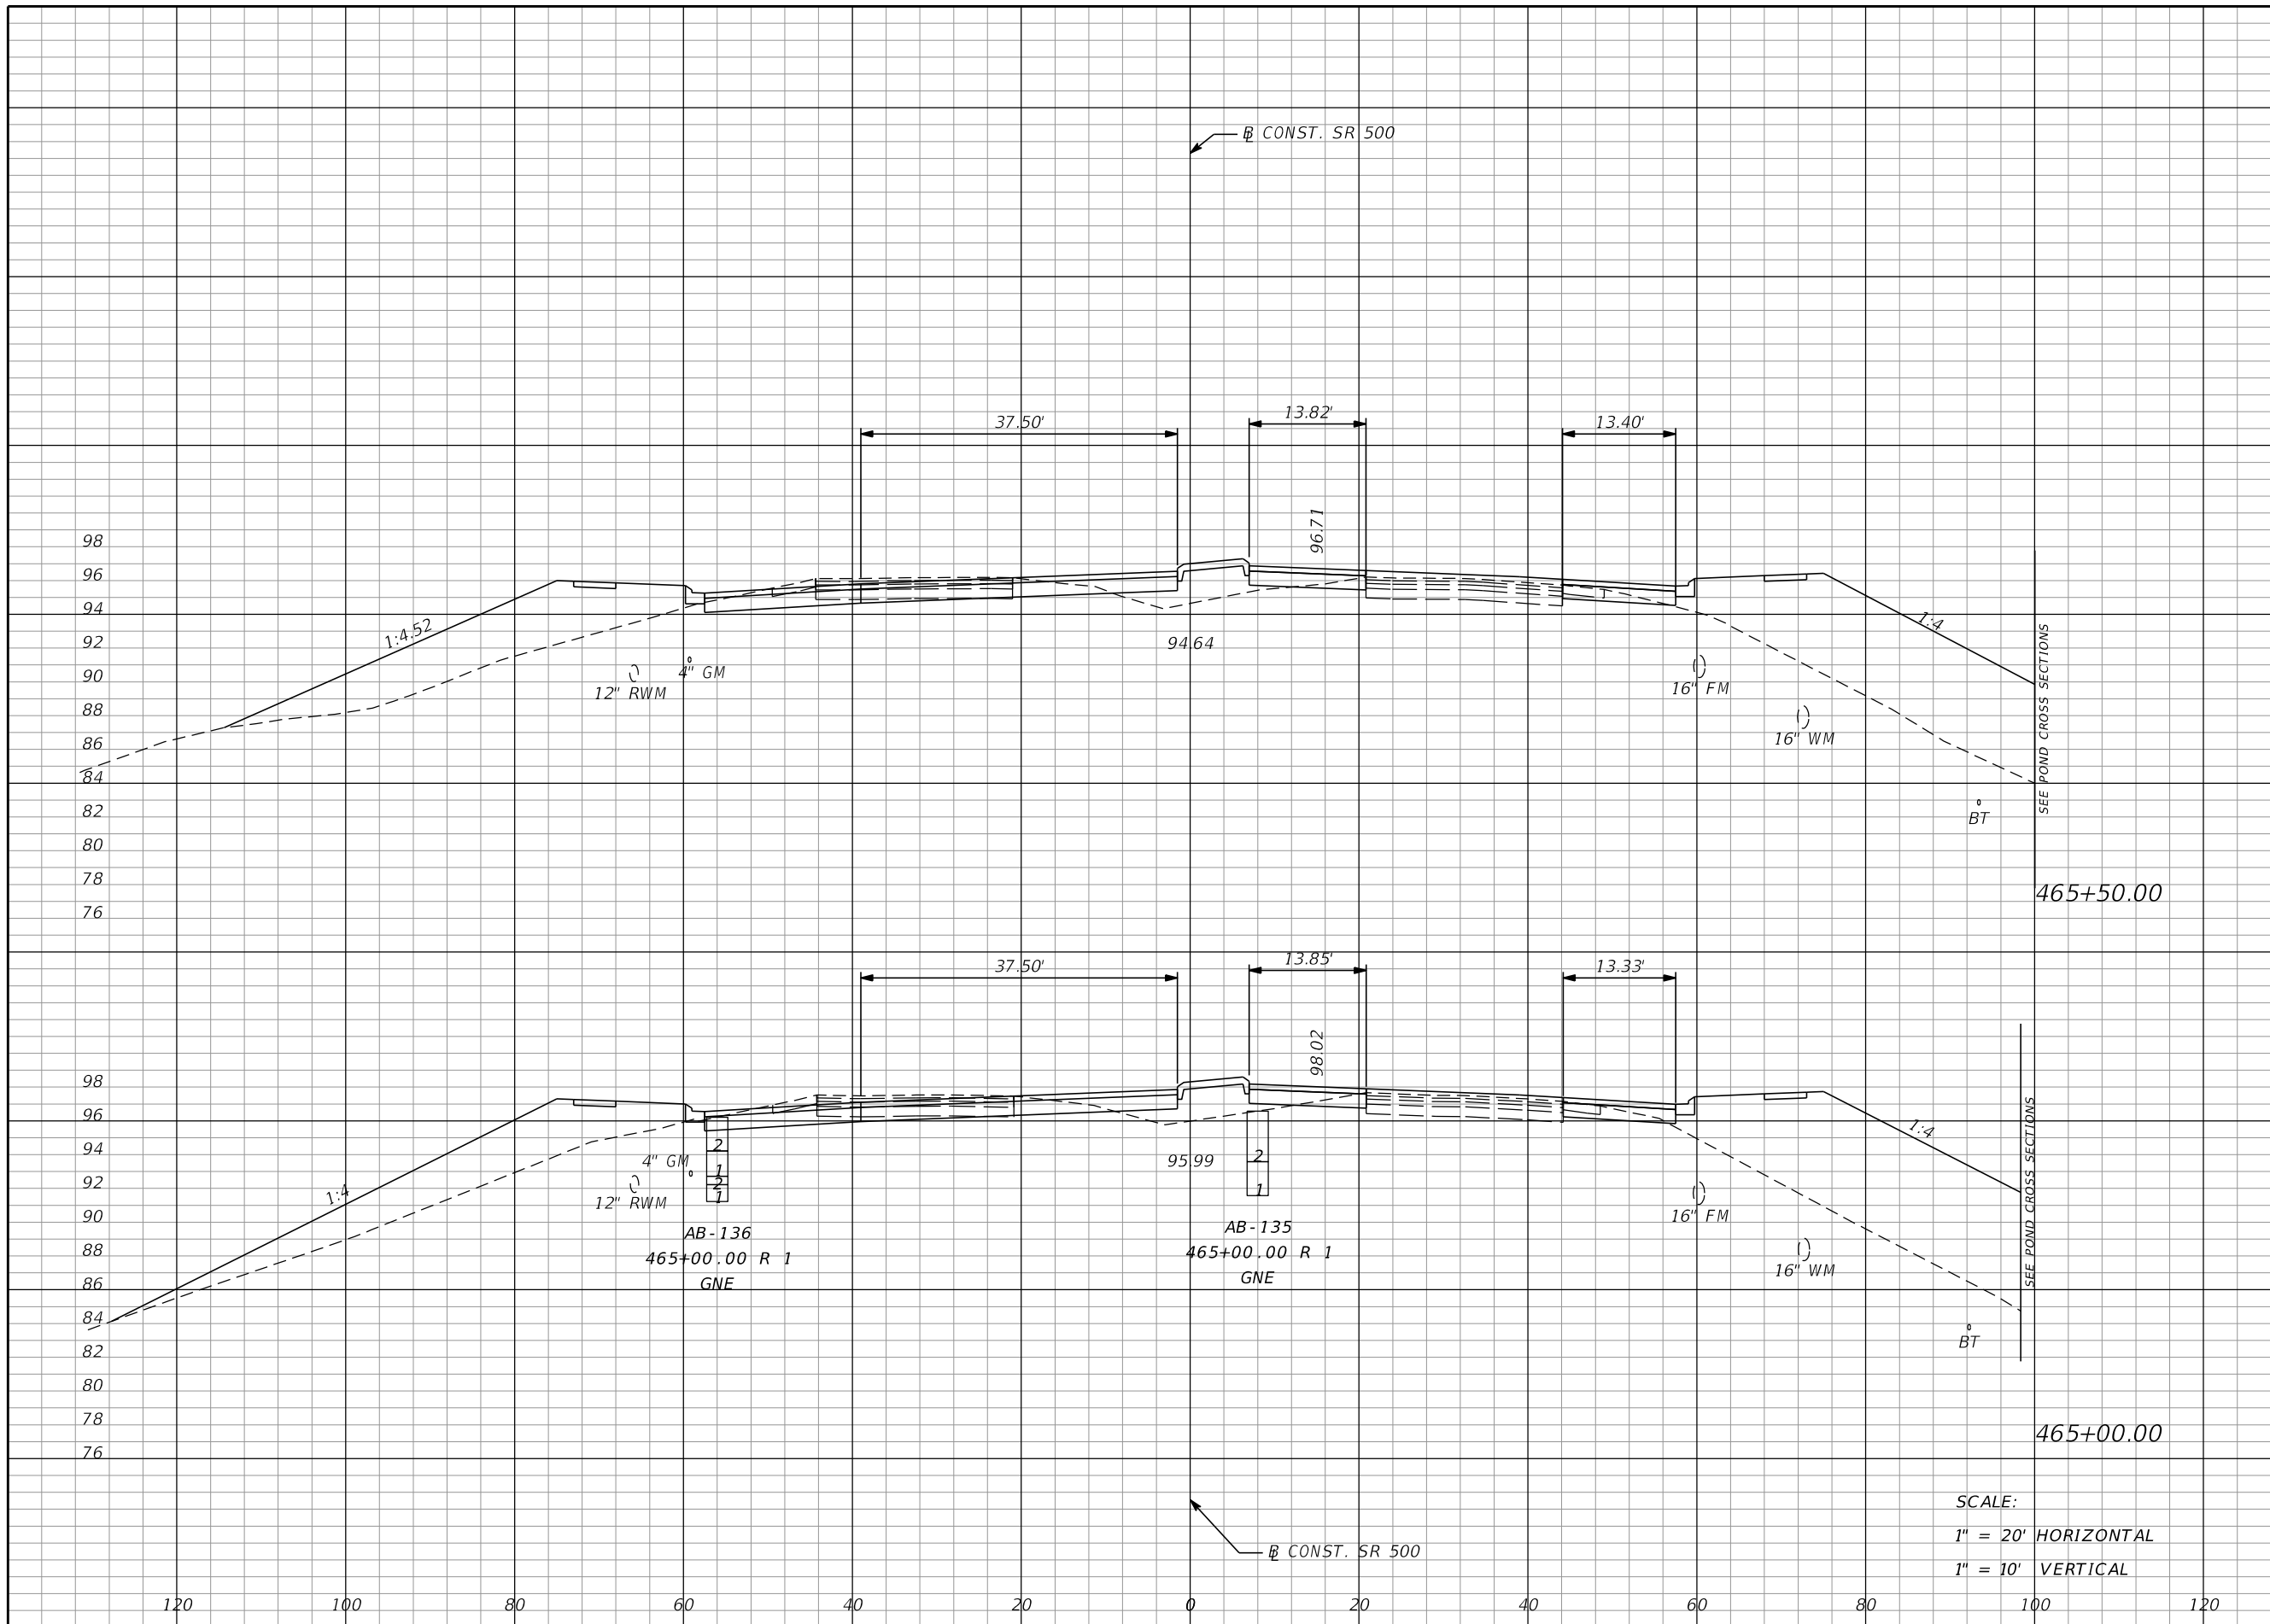 ℄ CONST. SR 500
37.50'
13.82'
13.40'
96.71
98
96
94
92
90
88
86
84
82
80
78
76
1:4.52
12" RWM
4" GM
94.64
16" FM
16" WM
1:4
BT
SEE POND CROSS SECTIONS
465+50.00
37.50'
13.85'
13.33'
98.02
98
96
94
92
90
88
86
84
82
80
78
76
1:4
4" GM
12" RWM
2
1
2
1
AB-136
465+00.00 R 1
GNE
95.99
2
1
AB-135
465+00.00 R 1
GNE
16" FM
16" WM
1:4
BT
SEE POND CROSS SECTIONS
465+00.00
℄ CONST. SR 500
SCALE:
1" = 20' HORIZONTAL
1" = 10' VERTICAL
120 100 80 60 40 20 0 20 40 60 80 100 120